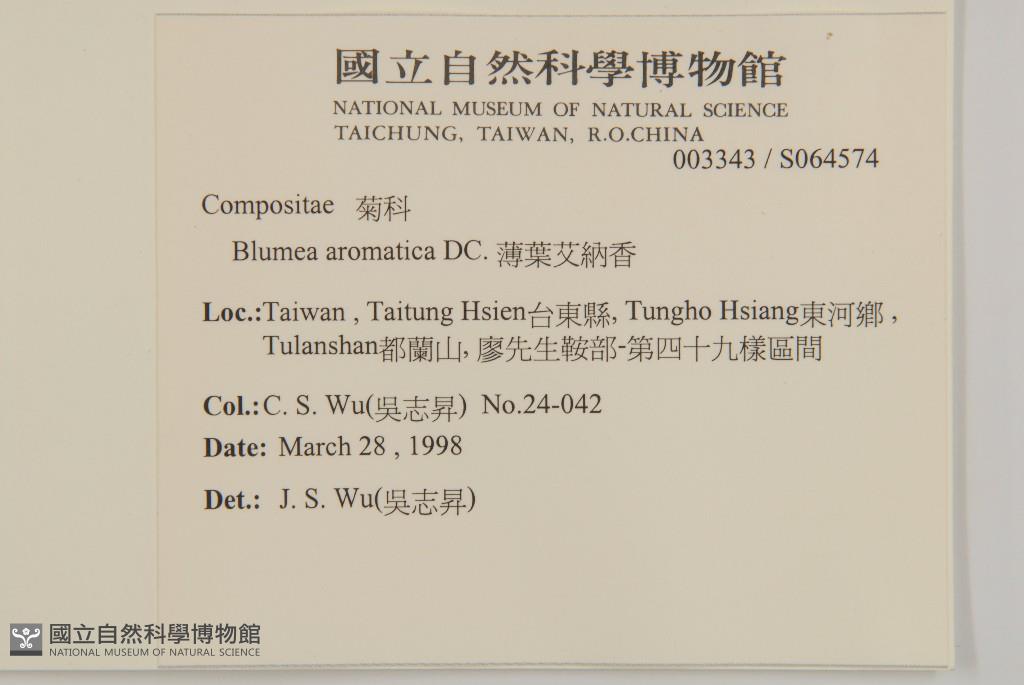 國立自然科學博物館
NATIONAL MUSEUM OF NATURAL SCIENCE
TAICHUNG, TAIWAN, R.O.CHINA
003343 / S064574
Compositae 菊科
Blumea aromatica DC. 薄葉艾納香
Loc.:Taiwan , Taitung Hsien台東縣, Tungho Hsiang東河鄉 ,
Tulanshan都蘭山, 廖先生鞍部-第四十九樣區間
Col.:C. S. Wu(吳志昇) No.24-042
Date: March 28 , 1998
Det.: J. S. Wu(吳志昇)
國立自然科學博物館
NATIONAL MUSEUM OF NATURAL SCIENCE